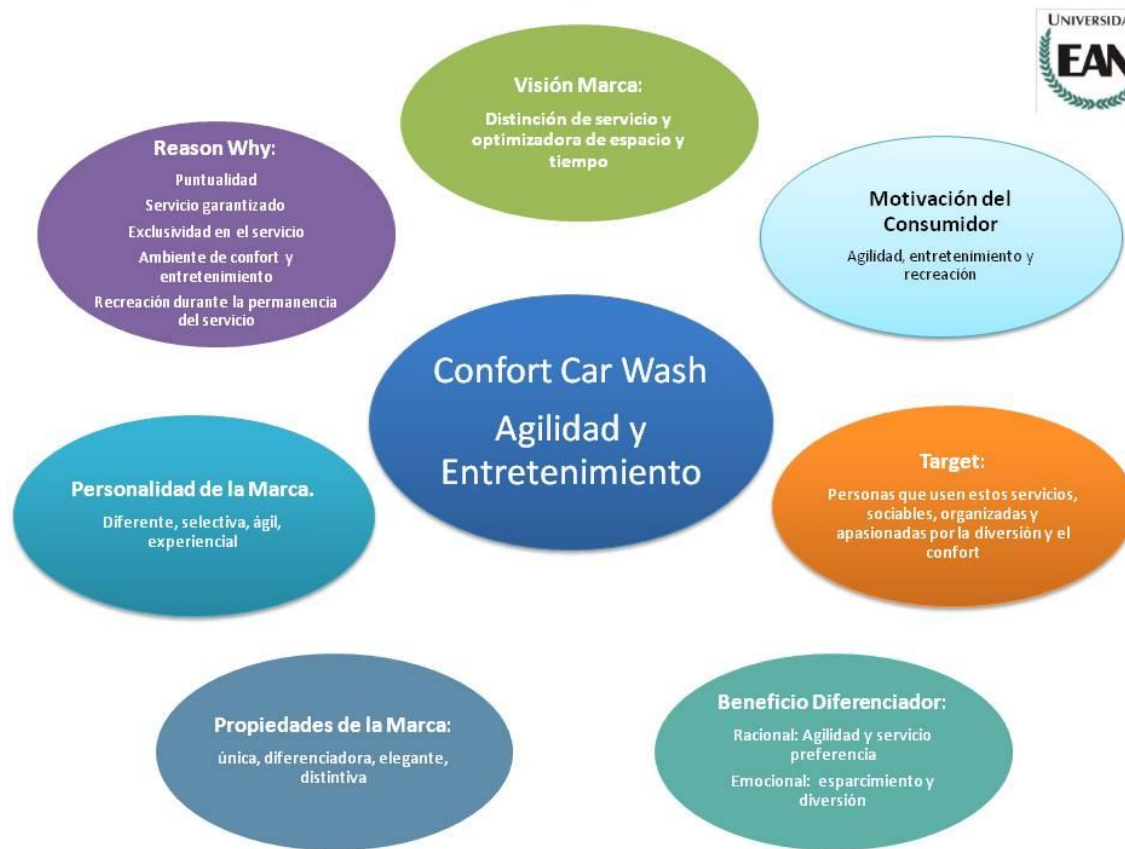 UNIVERSIDA
EAN
Visión Marca:
Distinción de servicio y
optimizadora de espacio y
tiempo
Reason Why:
Puntualidad
Servicio garantizado
Exclusividad en el servicio
Ambiente de confort y
entretenimiento
Recreación durante la permanencia
del servicio
Motivación del
Consumidor
Agilidad, entretenimiento y
recreación
Confort Car Wash
Agilidad y
Entretenimiento
Personalidad de la Marca.
Diferente, selectiva, ágil,
experiencial
Target:
Personas que usen estos servicios,
sociables, organizadas y
apasionadas por la diversión y el
confort
Propiedades de la Marca:
única, diferenciadora, elegante,
distintiva
Beneficio Diferenciador:
Racional: Agilidad y servicio
preferencia
Emocional: esparcimiento y
diversión